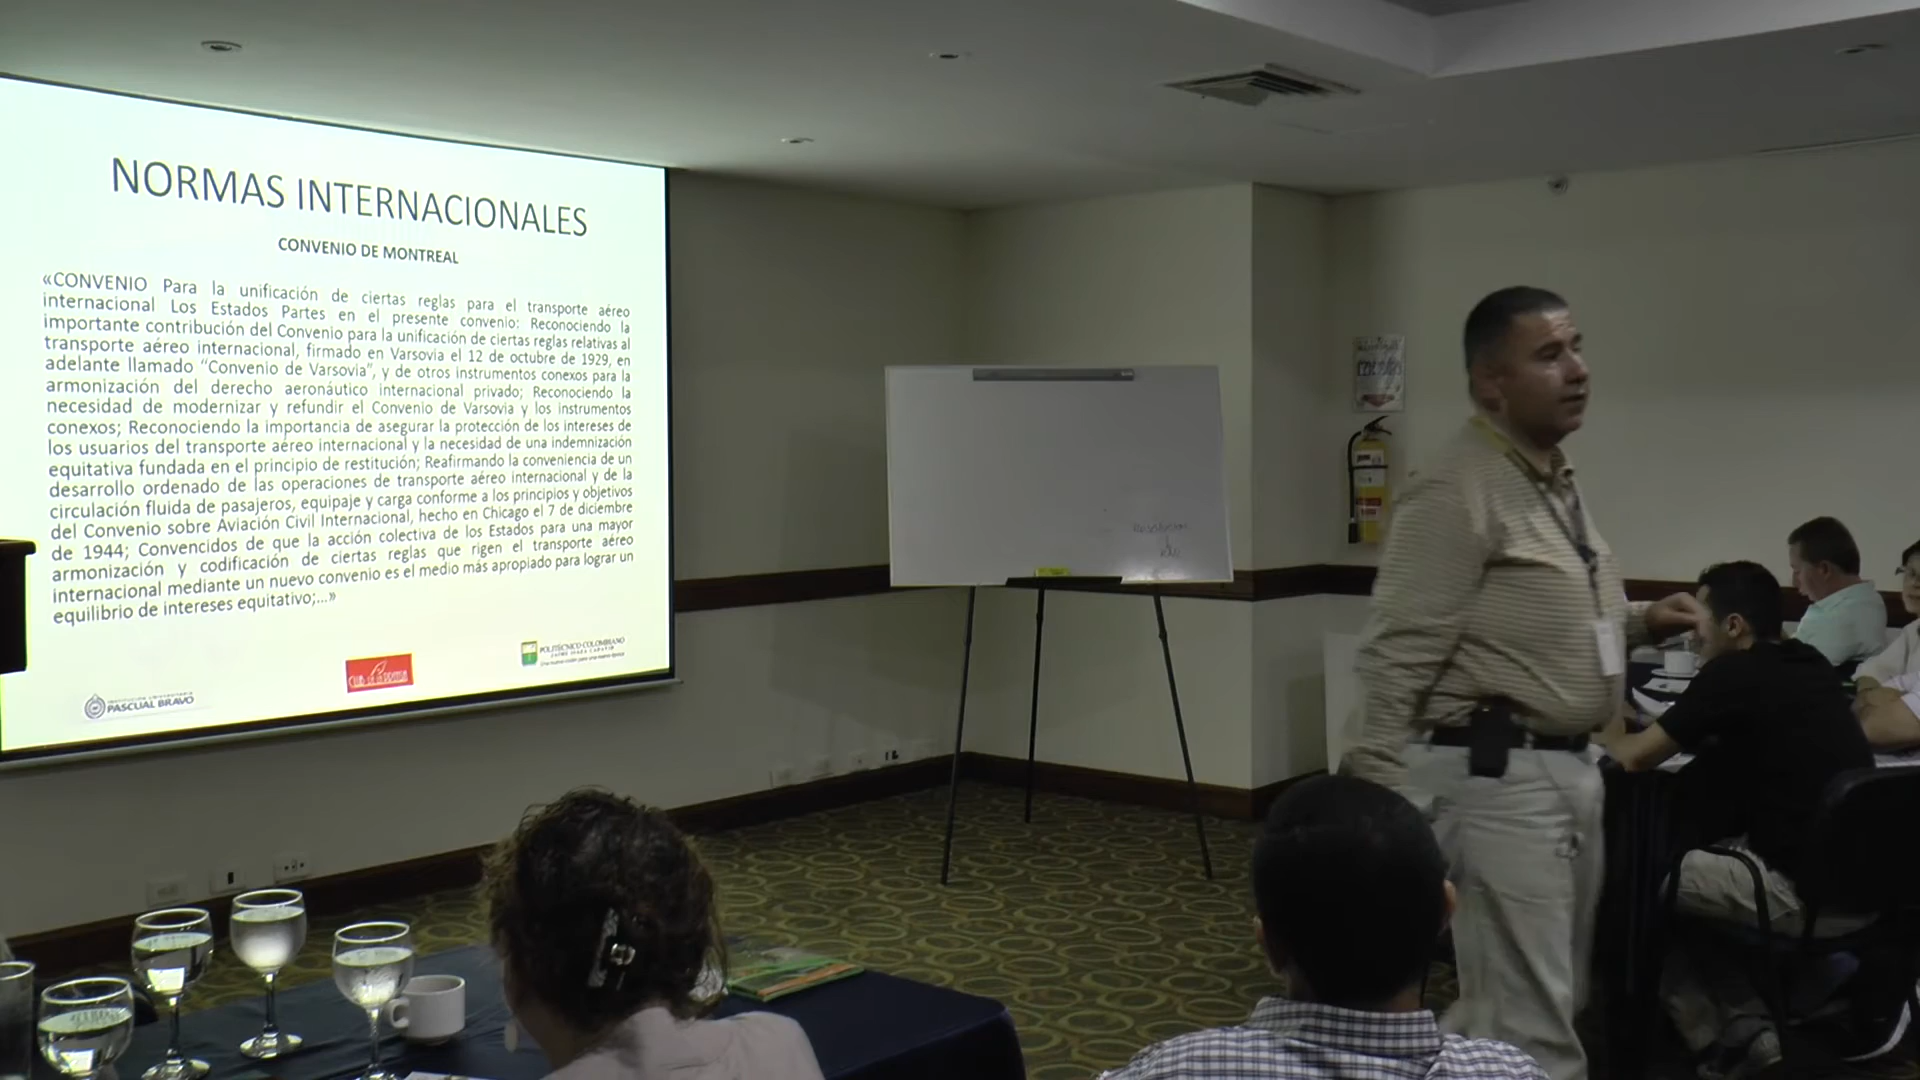 NORMAS INTERNACIONALES
CONVENIO DE MONTREAL
«CONVENIO Para la unificación de ciertas reglas para el transporte aéreo
internacional Los Estados Partes en el presente convenio: Reconociendo la
importante contribución del Convenio para la unificación de ciertas reglas relativas al
transporte aéreo internacional, firmado en Varsovia el 12 de octubre de 1929, en
adelante llamado “Convenio de Varsovia”, y de otros instrumentos conexos para la
armonización del derecho aeronáutico internacional privado; Reconociendo la
necesidad de modernizar y refundir el Convenio de Varsovia y los instrumentos
conexos; Reconociendo la importancia de asegurar la protección de los intereses de
los usuarios del transporte aéreo internacional y la necesidad de una indemnización
equitativa fundada en el principio de restitución; Reafirmando la conveniencia de un
desarrollo ordenado de las operaciones de transporte aéreo internacional y de la
circulación fluida de pasajeros, equipaje y carga conforme a los principios y objetivos
del Convenio sobre Aviación Civil Internacional, hecho en Chicago el 7 de diciembre
de 1944; Convencidos de que la acción colectiva de los Estados para una mayor
armonización y codificación de ciertas reglas que rigen el transporte aéreo
internacional mediante un nuevo convenio es el medio más apropiado para lograr un
equilibrio de intereses equitativo;...»
POLITÉCNICO COLOMBIANO
JAIME ISAZA CADAVID
CLUB DE LA PRENSA
INSTITUCIÓN UNIVERSITARIA
PASCUAL BRAVO